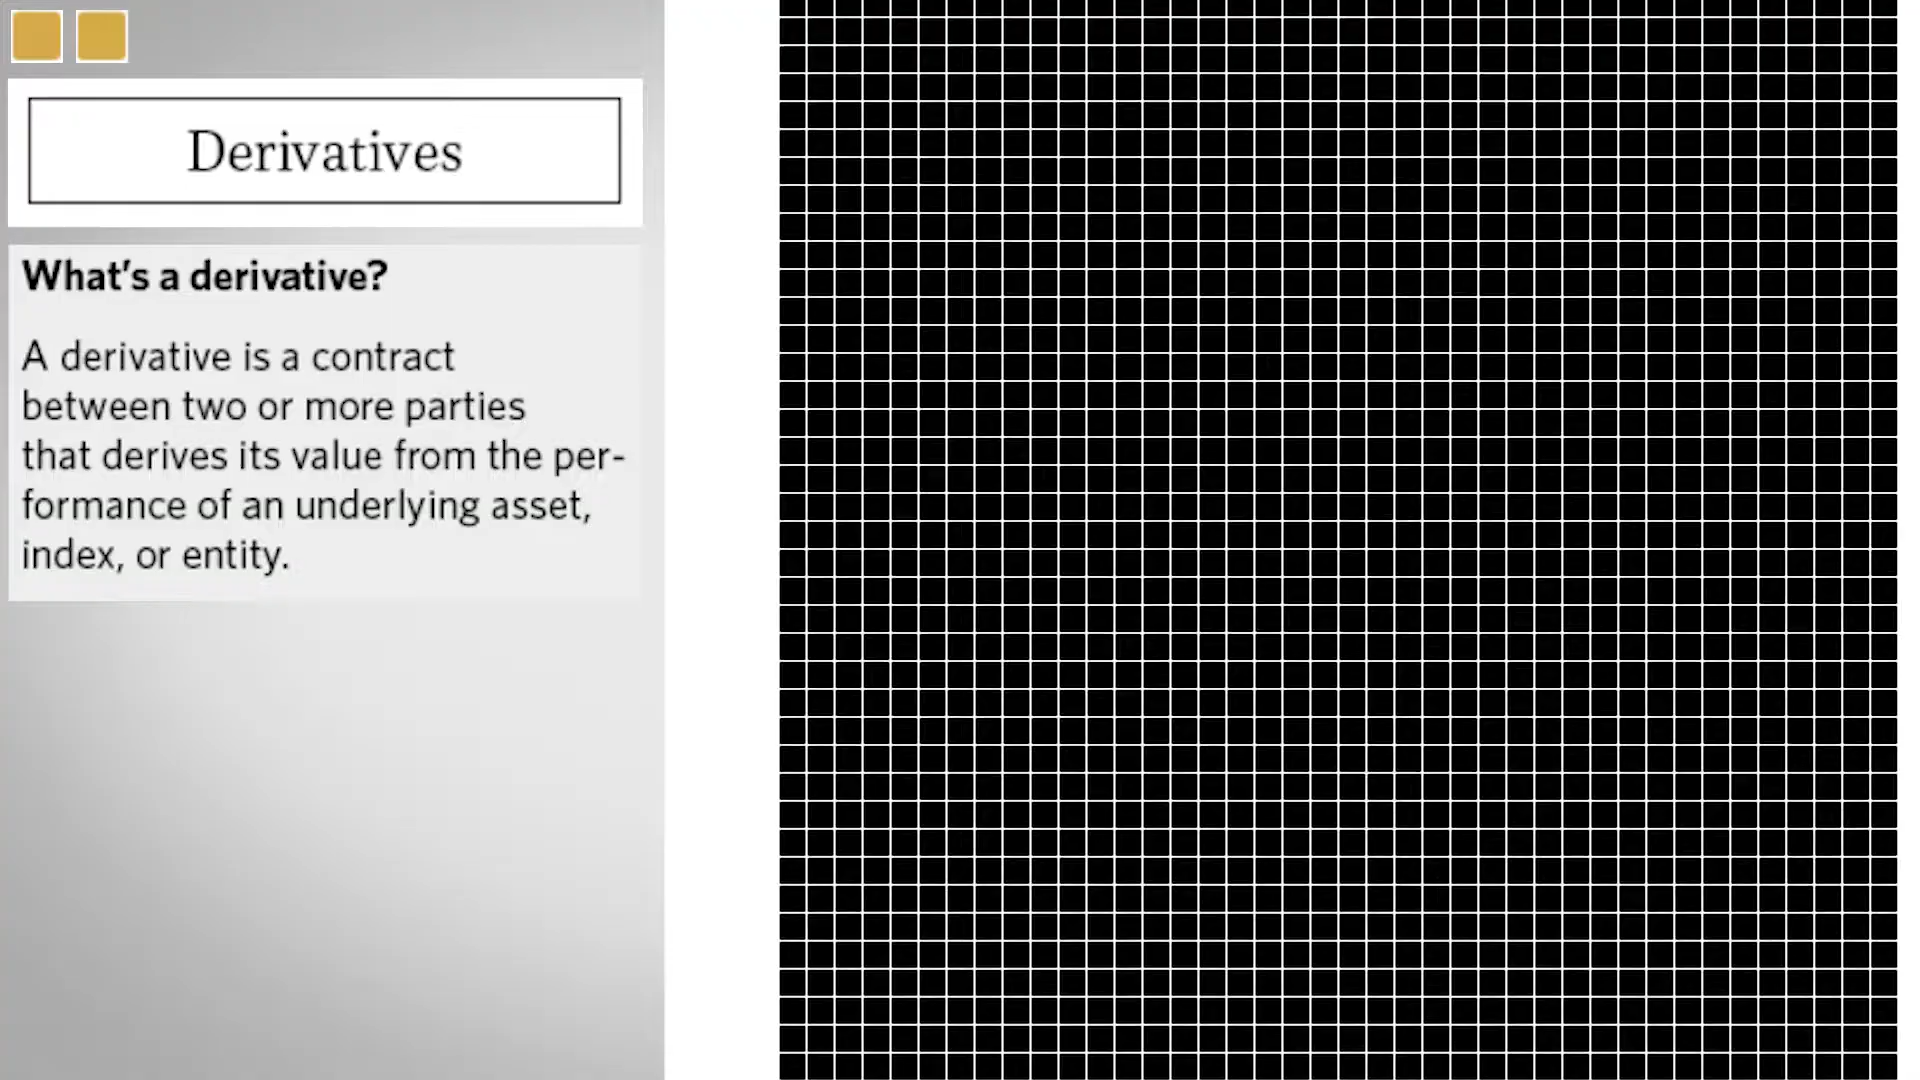 Derivatives
What's a derivative?
A derivative is a contract
between two or more parties
that derives its value from the per-
formance of an underlying asset,
index, or entity.